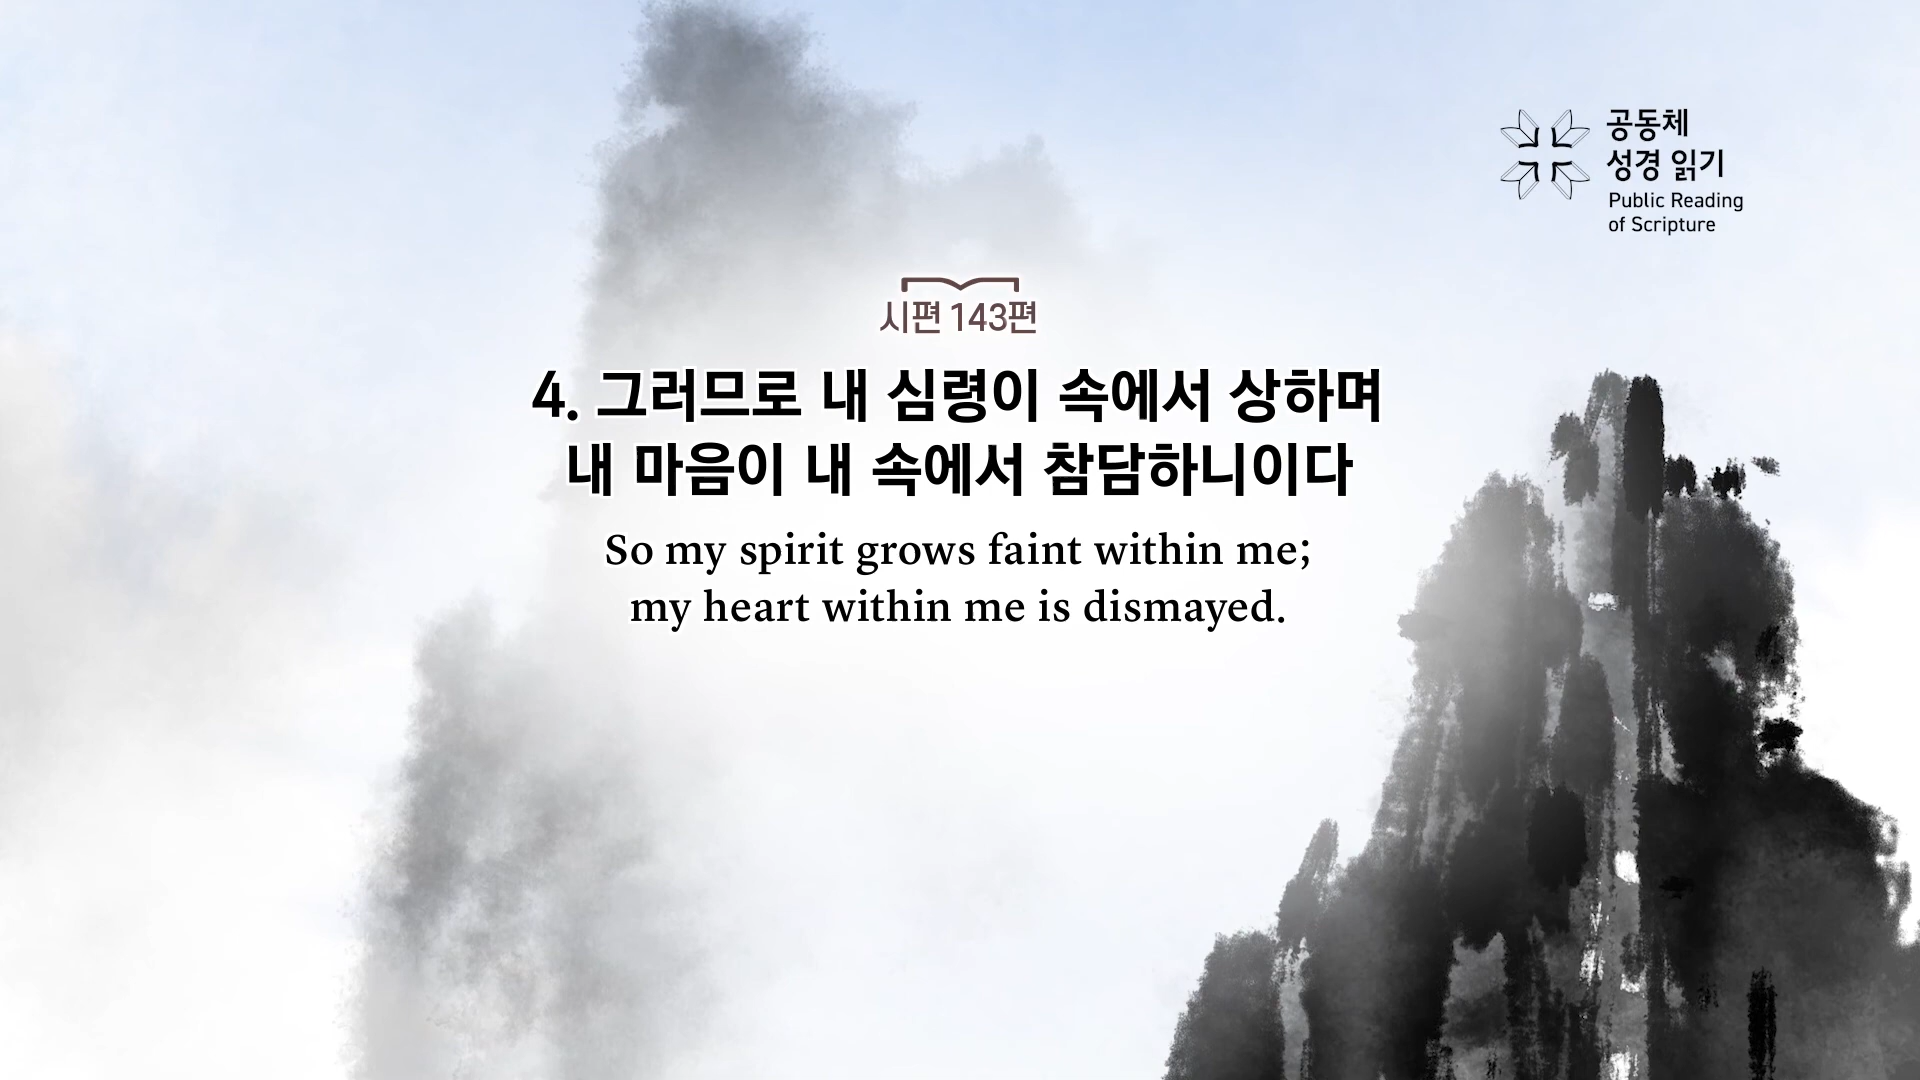 공동체
성경 읽기
Public Reading
of Scripture
시편 143편
4. 그러므로 내 심령이 속에서 상하며
내 마음이 내 속에서 참담하니이다
So my spirit grows faint within me;
my heart within me is dismayed.